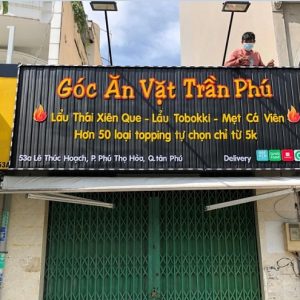 Góc Ăn Vặt Trần Phú
Lẩu Thái Xiên Que - Lẩu Tobokki - Mẹt Cá Viên
Hơn 50 loại topping tự chọn chỉ từ 5k
53a Lê Thúc Hoạch, P. Phú Thọ Hòa, Q.tân Phú
Delivery